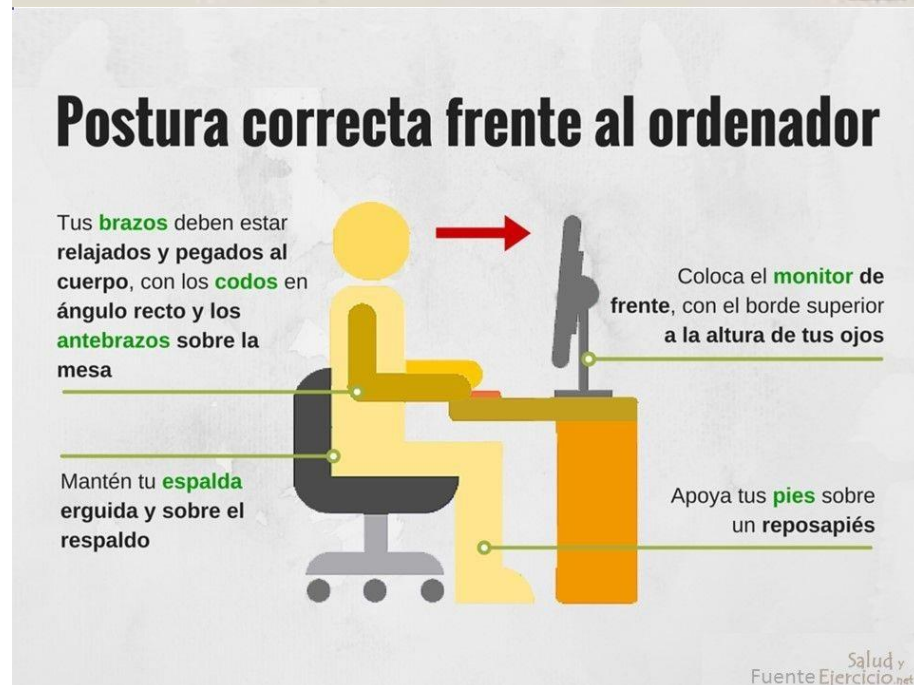 Postura correcta frente al ordenador
Tus brazos deben estar
relajados y pegados al
cuerpo, con los codos en
ángulo recto y los
antebrazos sobre la
mesa
Mantén tu espalda
erguida y sobre el
respaldo
Coloca el monitor de
frente, con el borde superior
a la altura de tus ojos
Apoya tus pies sobre
un reposapiés
Salud y
Fuente Ejercicio.net